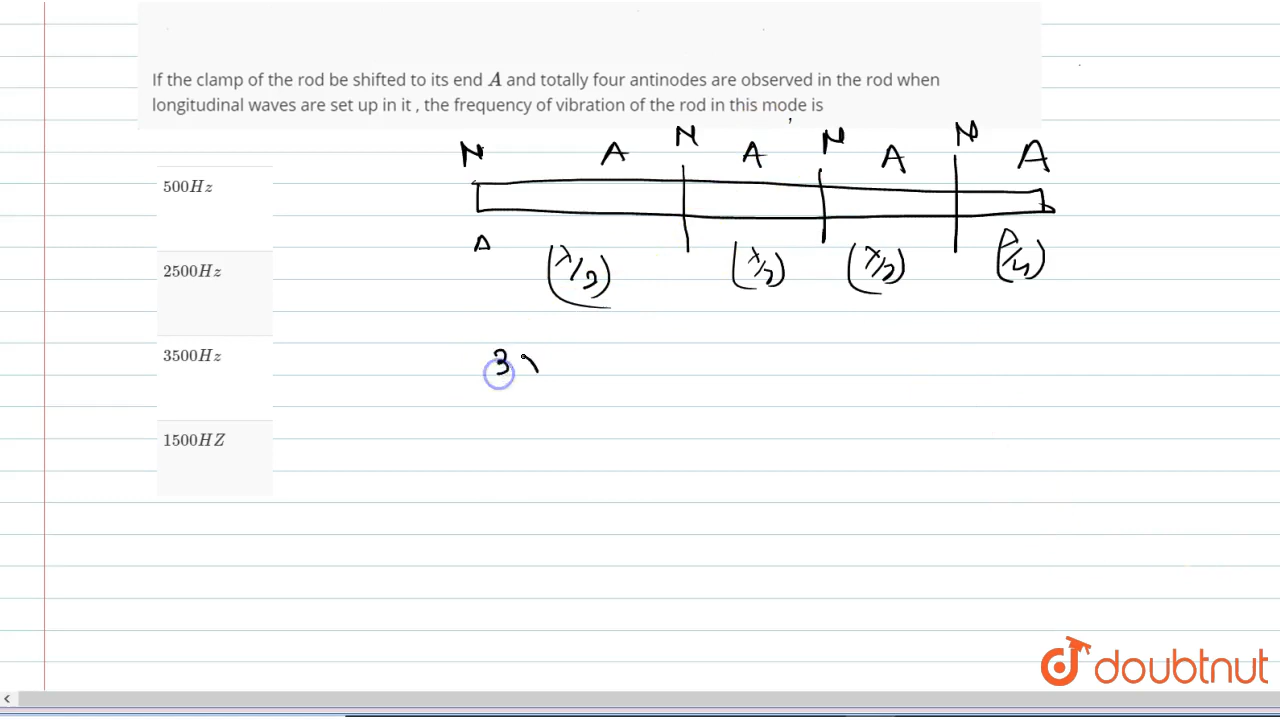 If the clamp of the rod be shifted to its end A and totally four antinodes are observed in the rod when
longitudinal waves are set up in it , the frequency of vibration of the rod in this mode is
N A N A N A N A
500Hz
A (λ/2) (λ/2) (λ/2) (λ/4)
2500Hz
3500Hz
3
1500HZ
doubtnut